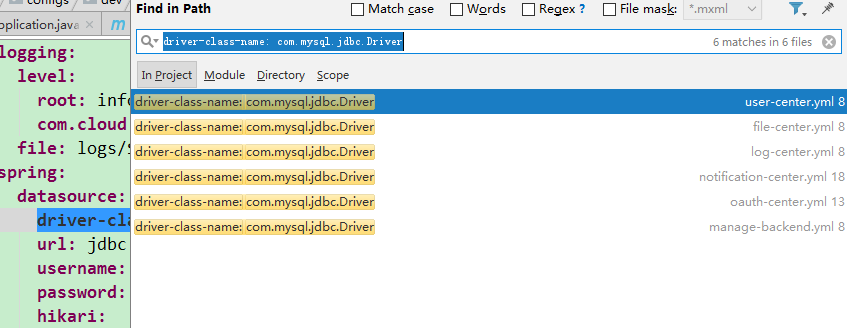 configs dev
Find in Path
Match case
Words
Regex ?
File mask:
*.mxml
plication.java
driver-class-name: com.mysql.jdbc.Driver
6 matches in 6 files
In Project
Module
Directory
Scope
logging:
level:
root: info
com.cloud
file: logs/
spring:
datasource:
driver-cla
url: jdbc
username:
password:
hikari:
driver-class-name: com.mysql.jdbc.Driver user-center.yml 8
driver-class-name: com.mysql.jdbc.Driver file-center.yml 8
driver-class-name: com.mysql.jdbc.Driver log-center.yml 8
driver-class-name: com.mysql.jdbc.Driver notification-center.yml 18
driver-class-name: com.mysql.jdbc.Driver oauth-center.yml 13
driver-class-name: com.mysql.jdbc.Driver manage-backend.yml 8